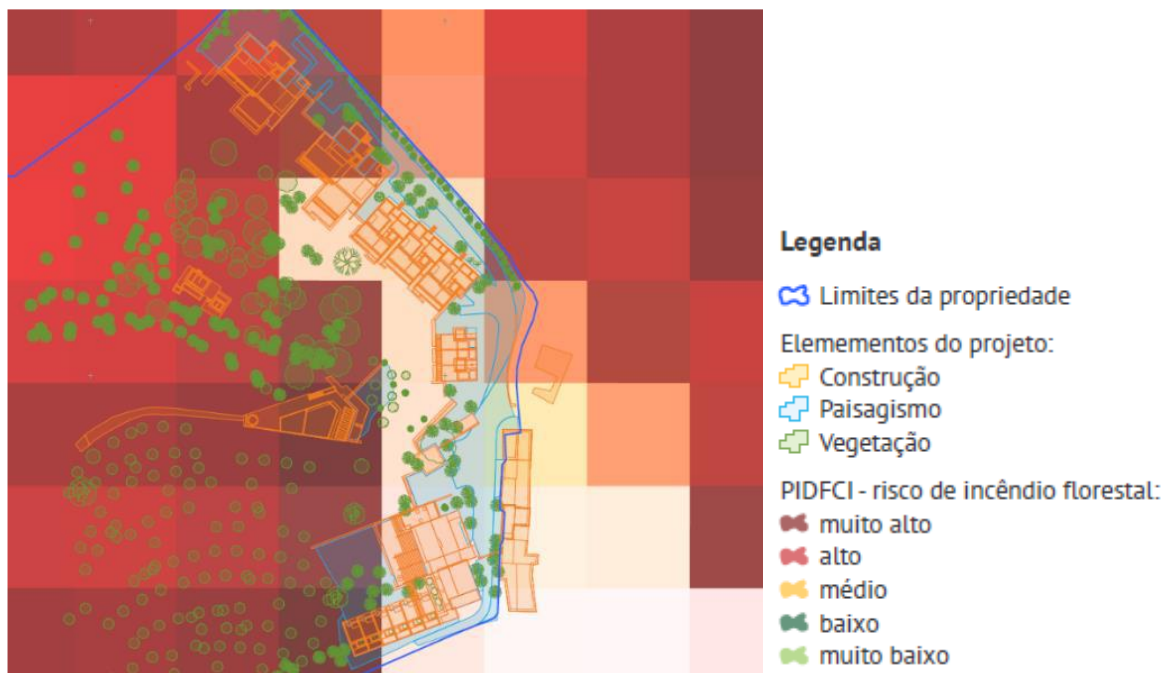 Legenda
Limites da propriedade
Elemementos do projeto:
Construção
Paisagismo
Vegetação
PIDFCI - risco de incêndio florestal:
muito alto
alto
médio
baixo
muito baixo